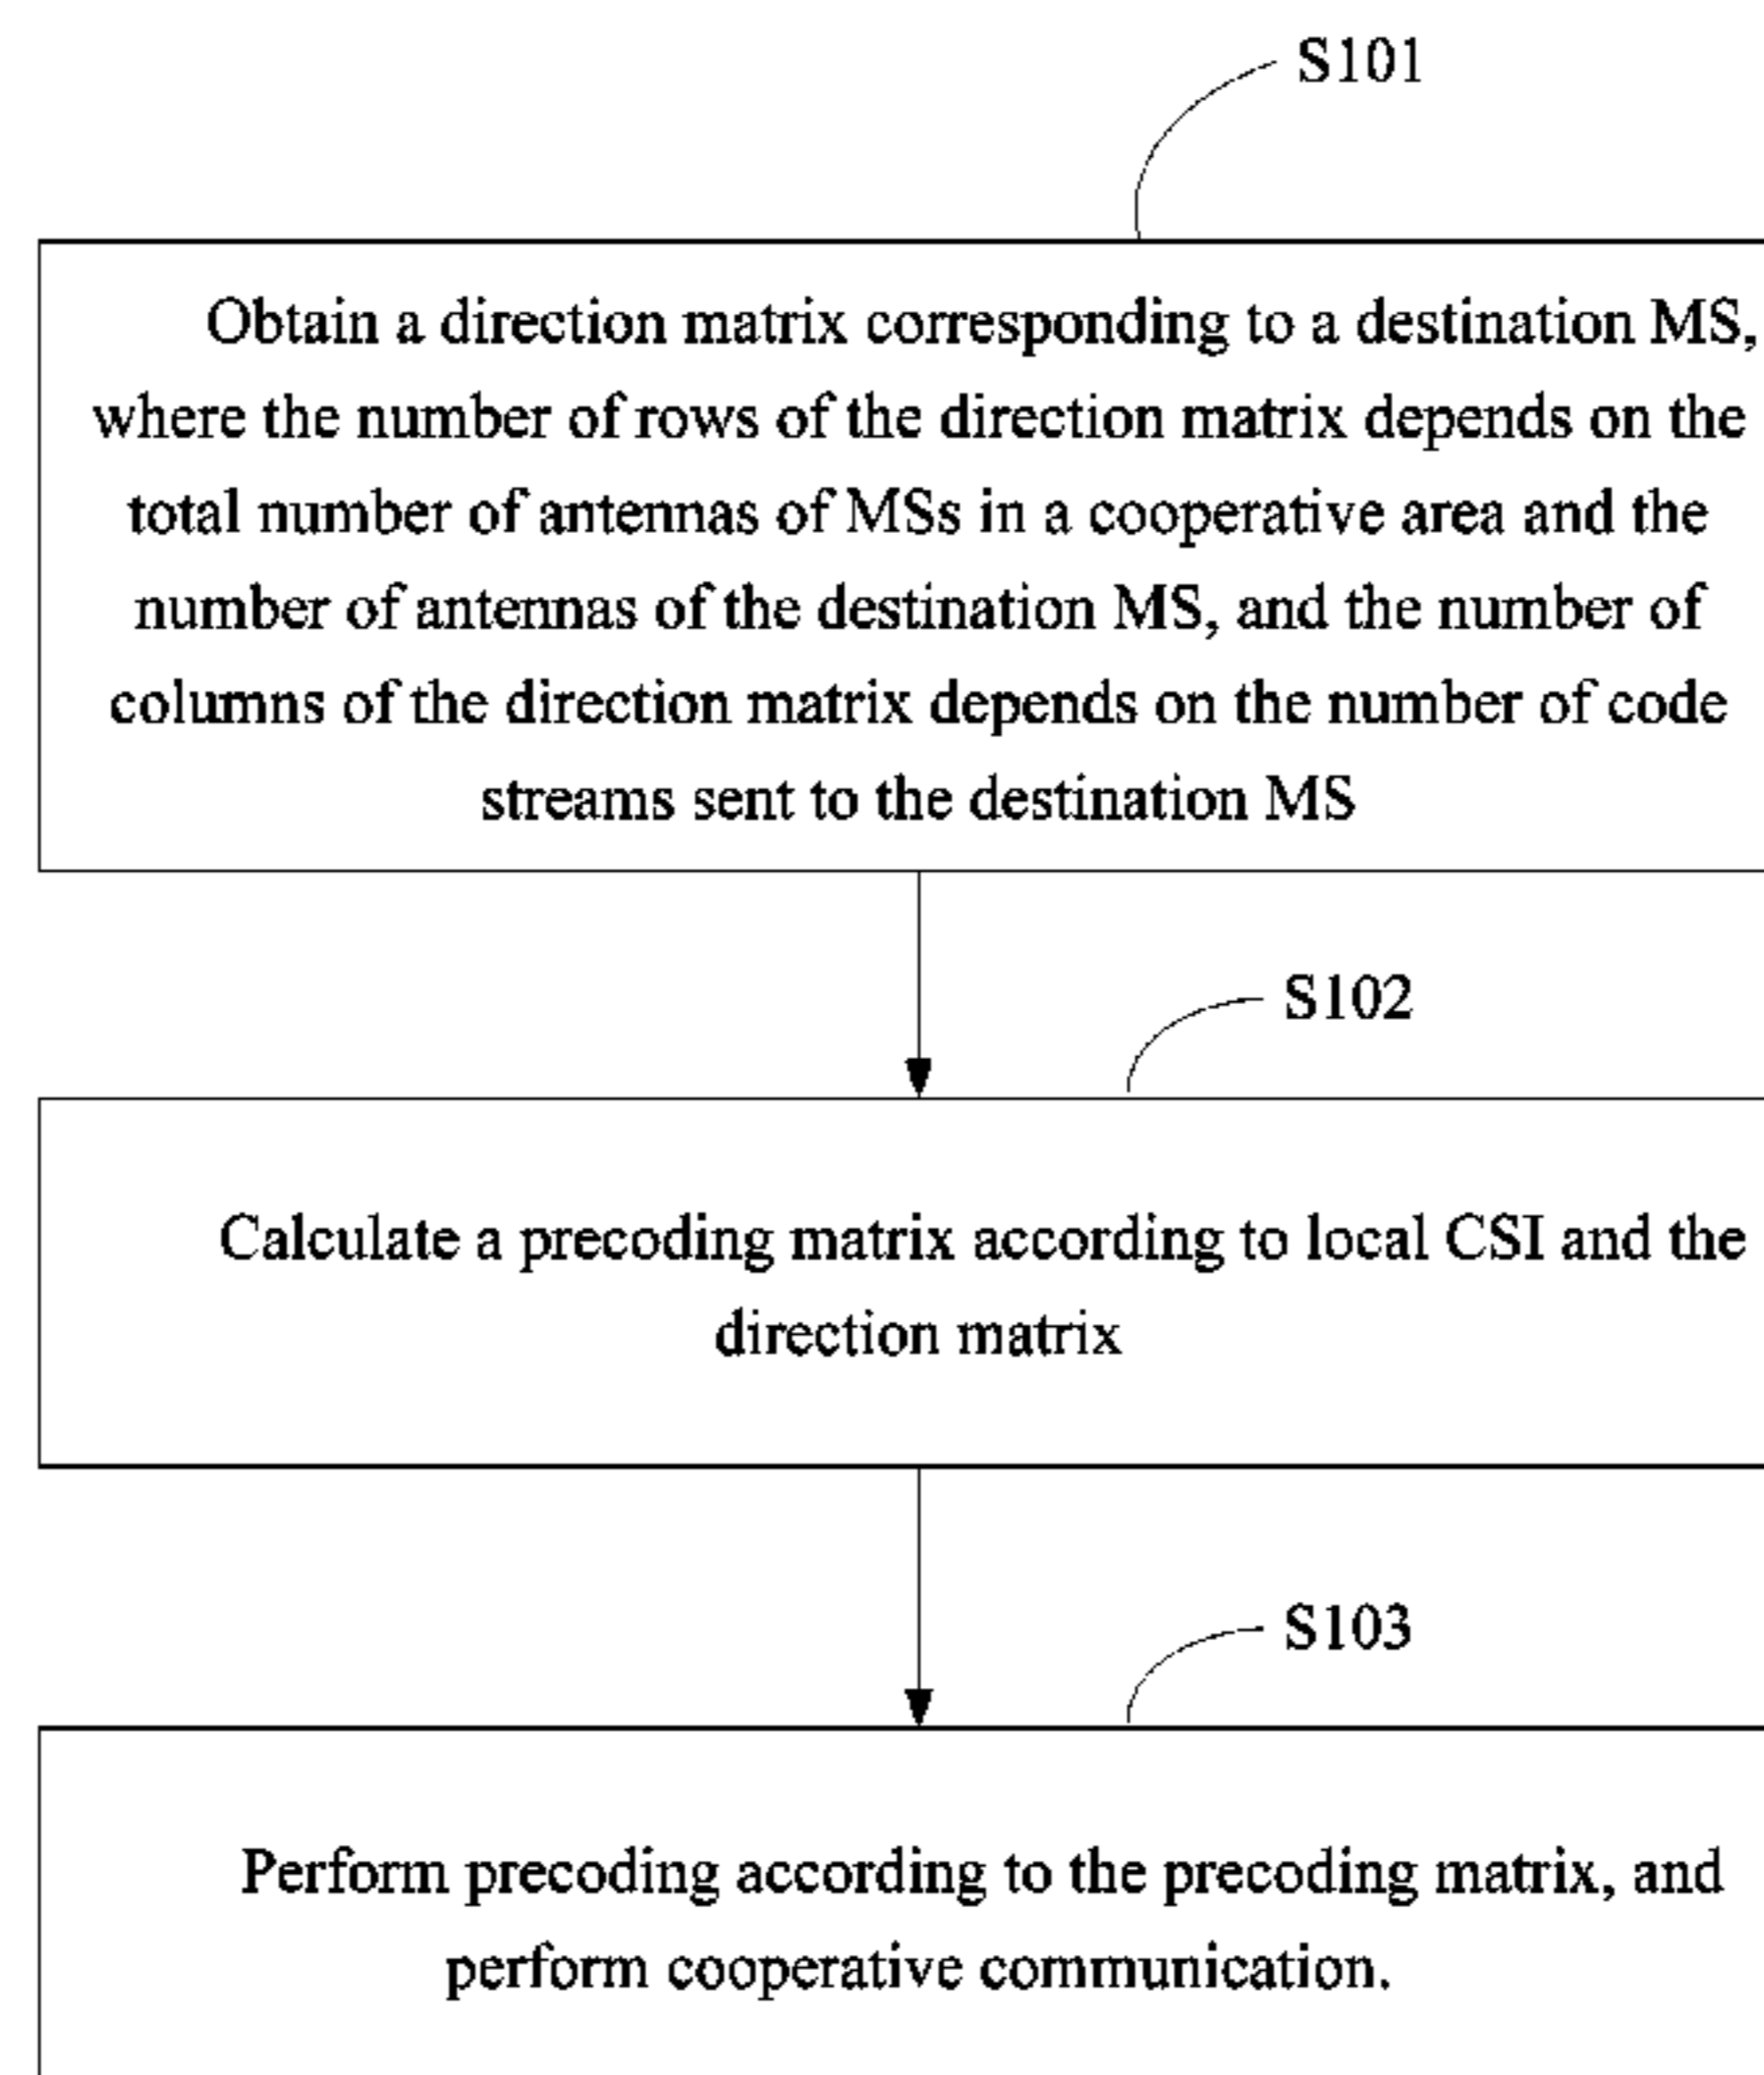 S101
Obtain a direction matrix corresponding to a destination MS,
where the number of rows of the direction matrix depends on the
total number of antennas of MSs in a cooperative area and the
number of antennas of the destination MS, and the number of
columns of the direction matrix depends on the number of code
streams sent to the destination MS
S102
Calculate a precoding matrix according to local CSI and the
direction matrix
S103
Perform precoding according to the precoding matrix, and
perform cooperative communication.